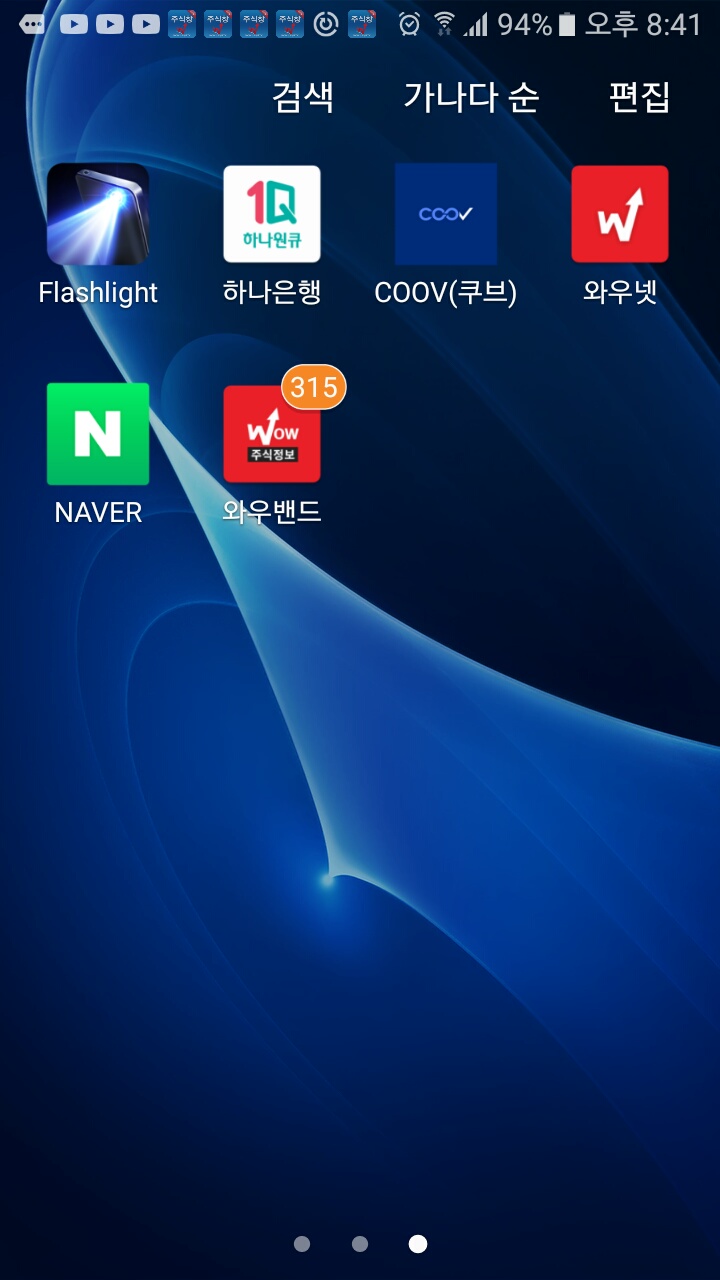 주식창 주식창 주식창 주식창 주식창 94% 오후 8:41
검색 가나다 순 편집
1Q
하나원큐
COOV
W
Flashlight 하나은행 COOV(쿠브) 와우넷
315
N
WOW
주식정보
NAVER 와우밴드